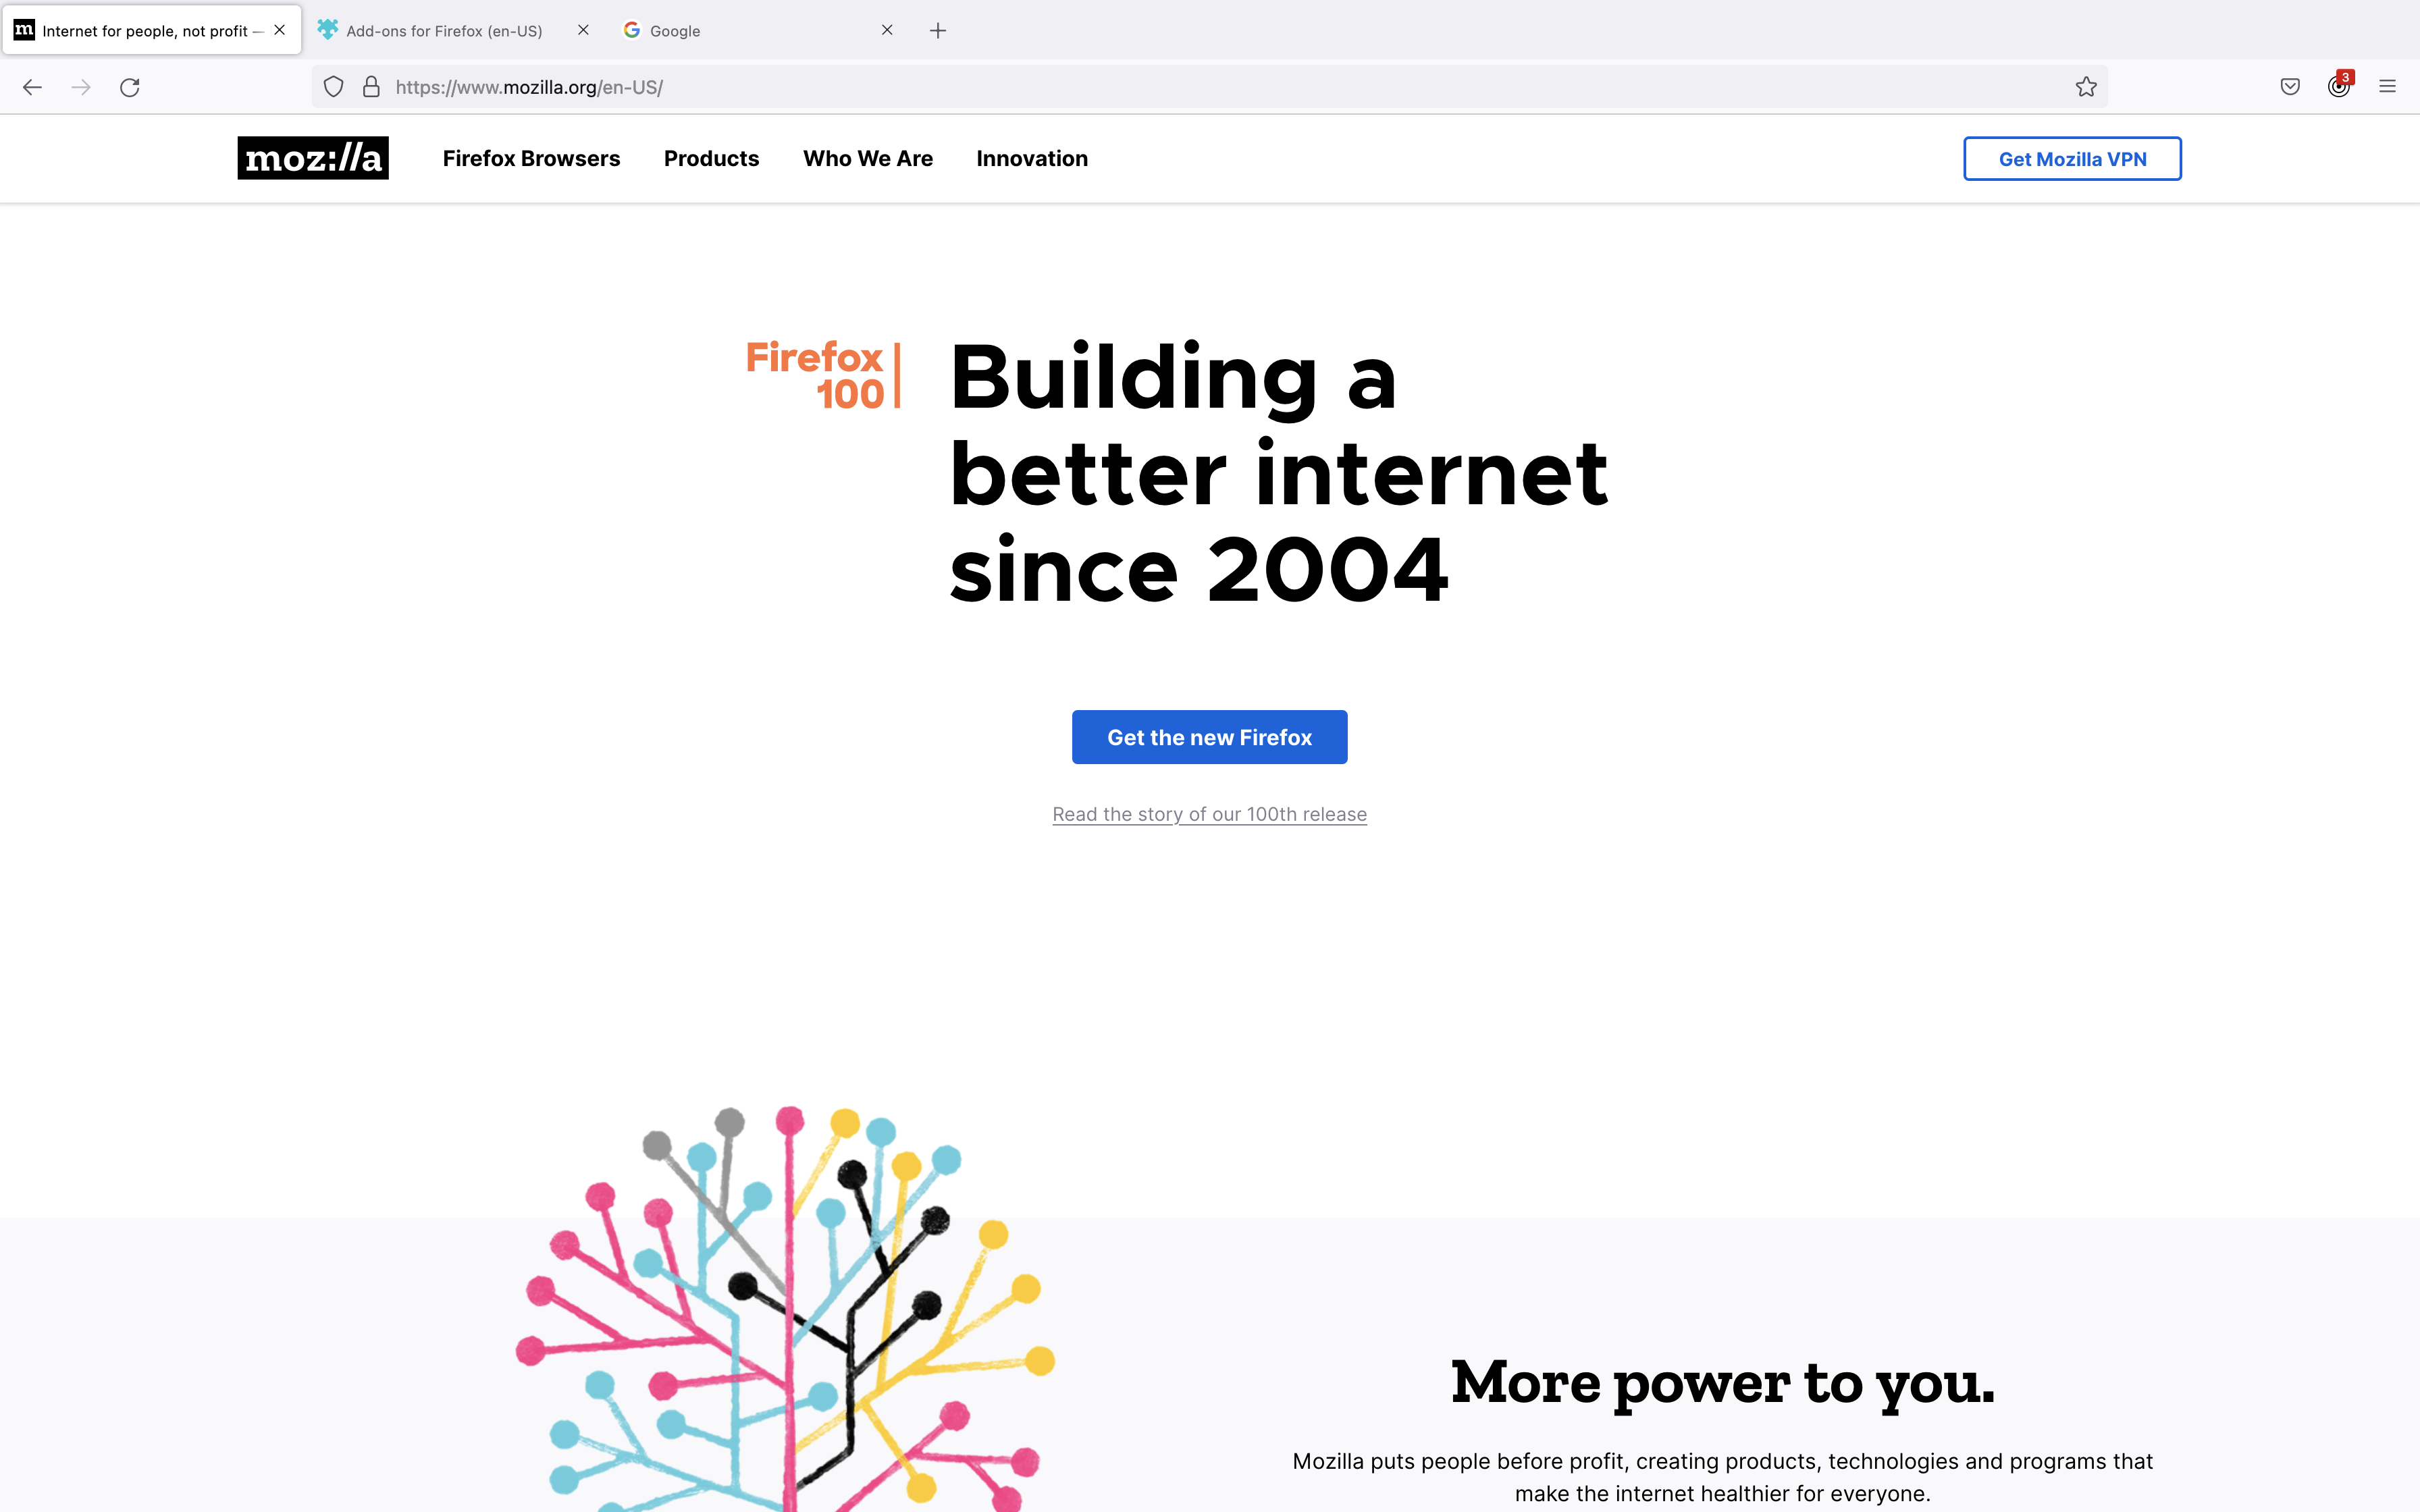 m Internet for people, not profit —
Add-ons for Firefox (en-US)
Google
https://www.mozilla.org/en-US/
3
moz://a
Firefox Browsers
Products
Who We Are
Innovation
Get Mozilla VPN
Firefox
100
Building a
better internet
since 2004
Get the new Firefox
Read the story of our 100th release
More power to you.
Mozilla puts people before profit, creating products, technologies and programs that
make the internet healthier for everyone.